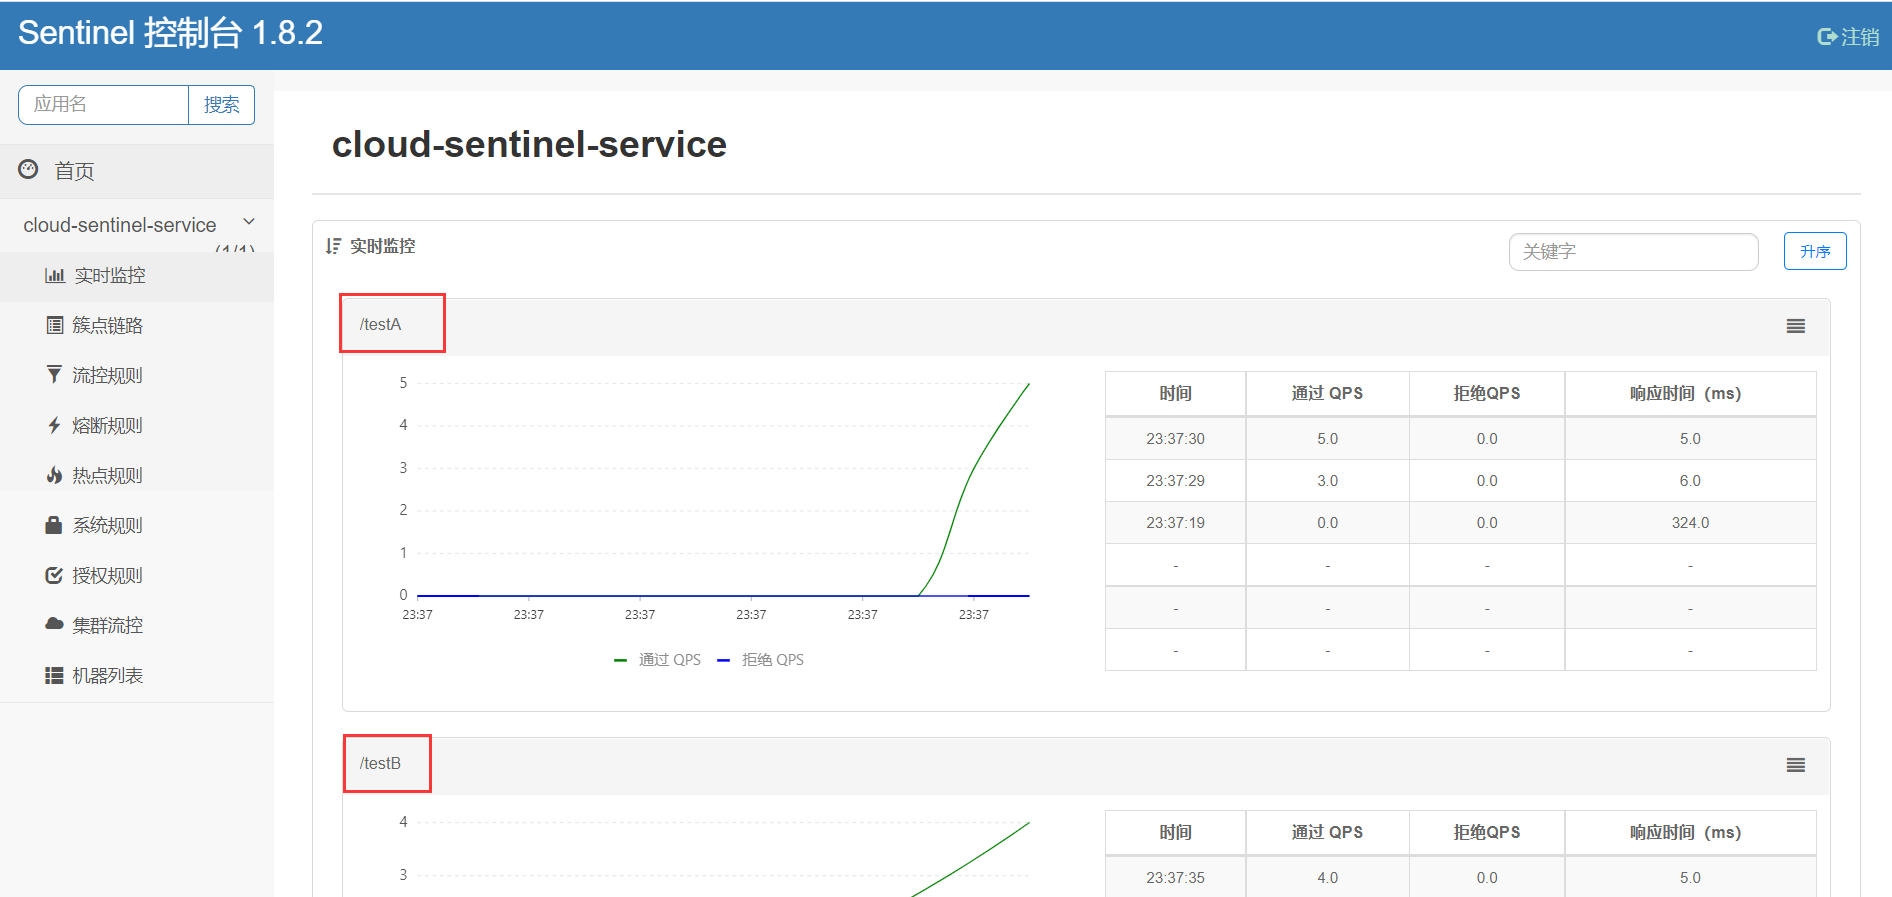 Sentinel 控制台 1.8.2
注销
应用名 搜索
首页
cloud-sentinel-service
(1/1)
实时监控
簇点链路
流控规则
熔断规则
热点规则
系统规则
授权规则
集群流控
机器列表
cloud-sentinel-service
实时监控 关键字 升序
/testA
5
4
3
2
1
0
23:37 23:37 23:37 23:37 23:37 23:37
通过 QPS 拒绝 QPS
时间 通过 QPS 拒绝QPS 响应时间 (ms)
23:37:30 5.0 0.0 5.0
23:37:29 3.0 0.0 6.0
23:37:19 0.0 0.0 324.0
- - - -
- - - -
- - - -
/testB
4
3
时间 通过 QPS 拒绝QPS 响应时间 (ms)
23:37:35 4.0 0.0 5.0